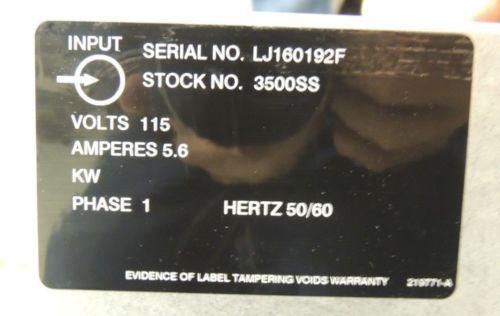 INPUT
SERIAL NO. LJ160192F
STOCK NO. 3500SS
VOLTS 115
AMPERES 5.6
KW
PHASE 1 HERTZ 50/60
EVIDENCE OF LABEL TAMPERING VOIDS WARRANTY 219771-A